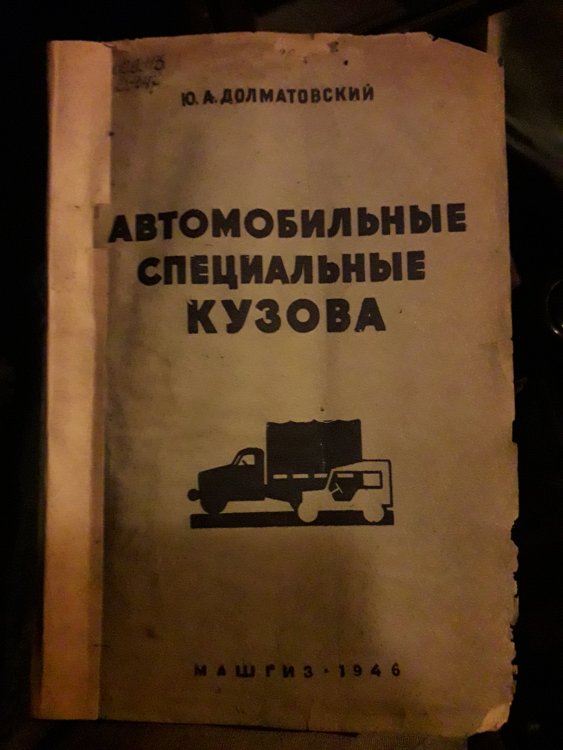 Ю. А. ДОЛМАТОВСКИЙ
АВТОМОБИЛЬНЫЕ
СПЕЦИАЛЬНЫЕ
КУЗОВА
МАШГИЗ · 1946